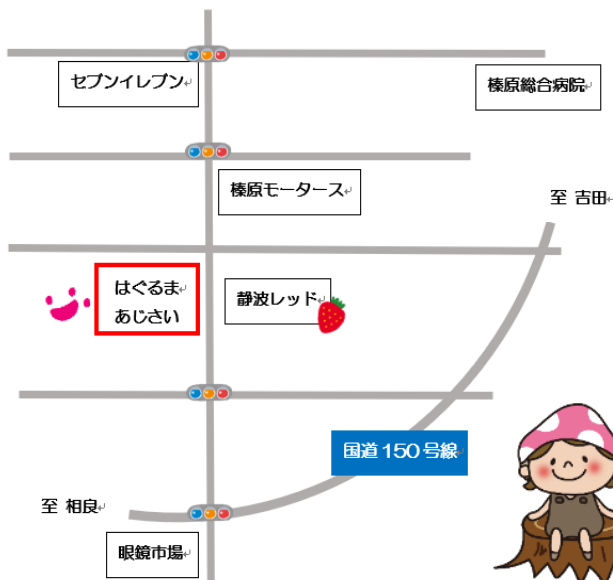 セブンイレブン
榛原総合病院
榛原モータース
至 吉田
はぐるま
あじさい
静波レッド
国道150号線
至 相良
眼鏡市場